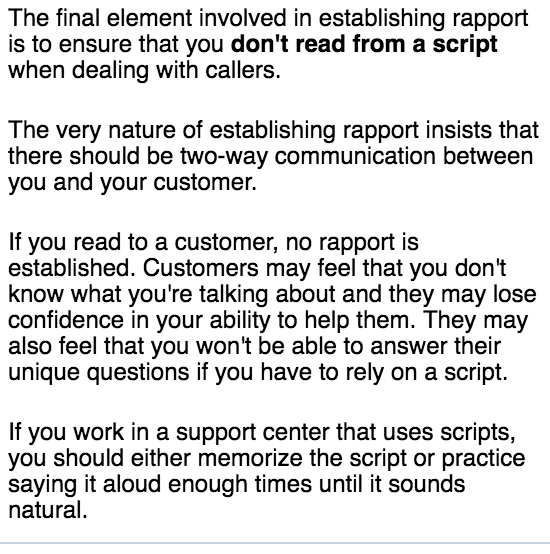 The final element involved in establishing rapport
is to ensure that you don't read from a script
when dealing with callers.
The very nature of establishing rapport insists that
there should be two-way communication between
you and your customer.
If you read to a customer, no rapport is
established. Customers may feel that you don't
know what you're talking about and they may lose
confidence in your ability to help them. They may
also feel that you won't be able to answer their
unique questions if you have to rely on a script.
If you work in a support center that uses scripts,
you should either memorize the script or practice
saying it aloud enough times until it sounds
natural.